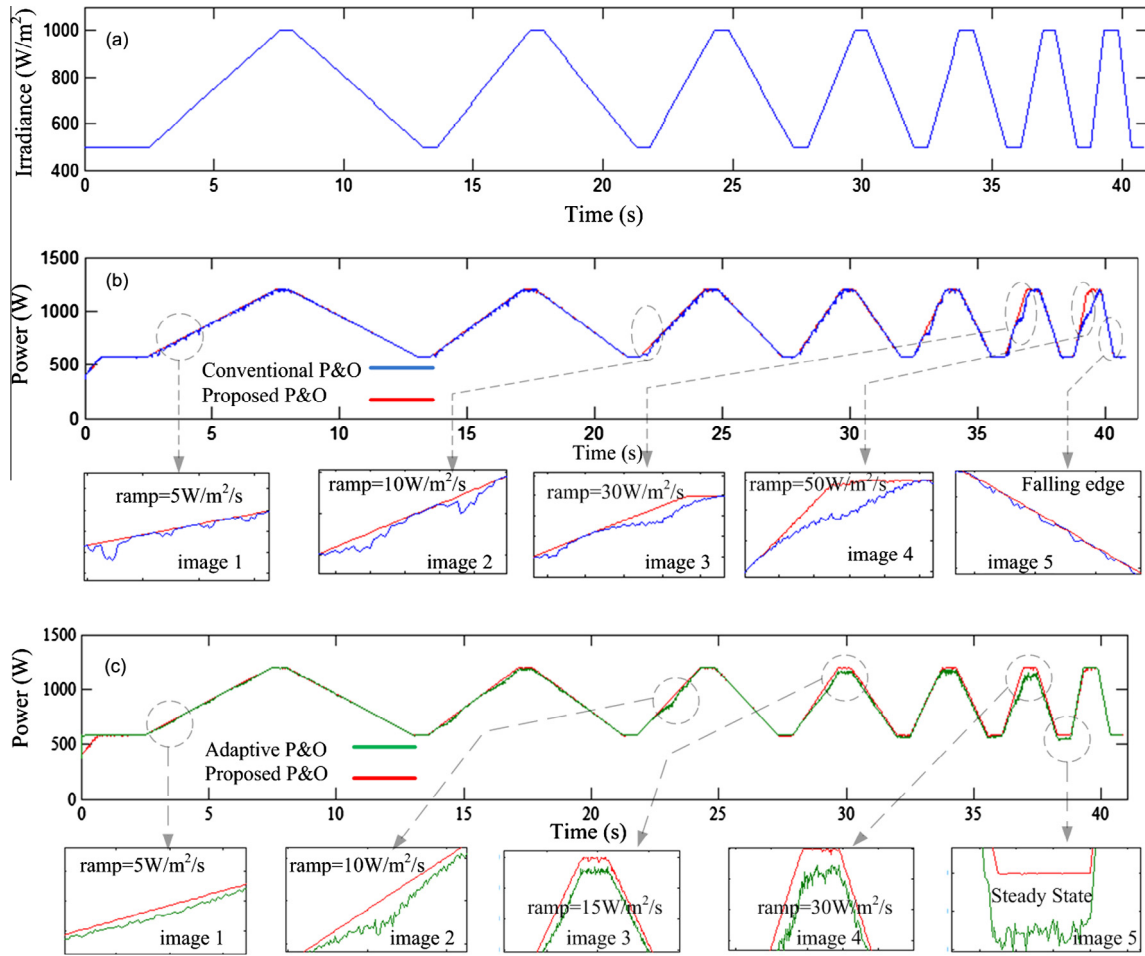 (a)
Irradiance (W/m²)
1000
800
600
400
0 5 10 15 20 25 30 35 40
Time (s)
(b)
Power (W)
1500
1000
500
0
Conventional P&O
Proposed P&O
0 5 10 15 20 25 30 35 40
Time (s)
ramp=5W/m²/s
image 1
ramp=10W/m²/s
image 2
ramp=30W/m²/s
image 3
ramp=50W/m²/s
image 4
Falling edge
image 5
(c)
Power (W)
1500
1000
500
0
Adaptive P&O
Proposed P&O
0 5 10 15 20 25 30 35 40
Time (s)
ramp=5W/m²/s
image 1
ramp=10W/m²/s
image 2
ramp=15W/m²/s
image 3
ramp=30W/m²/s
image 4
Steady State
image 5